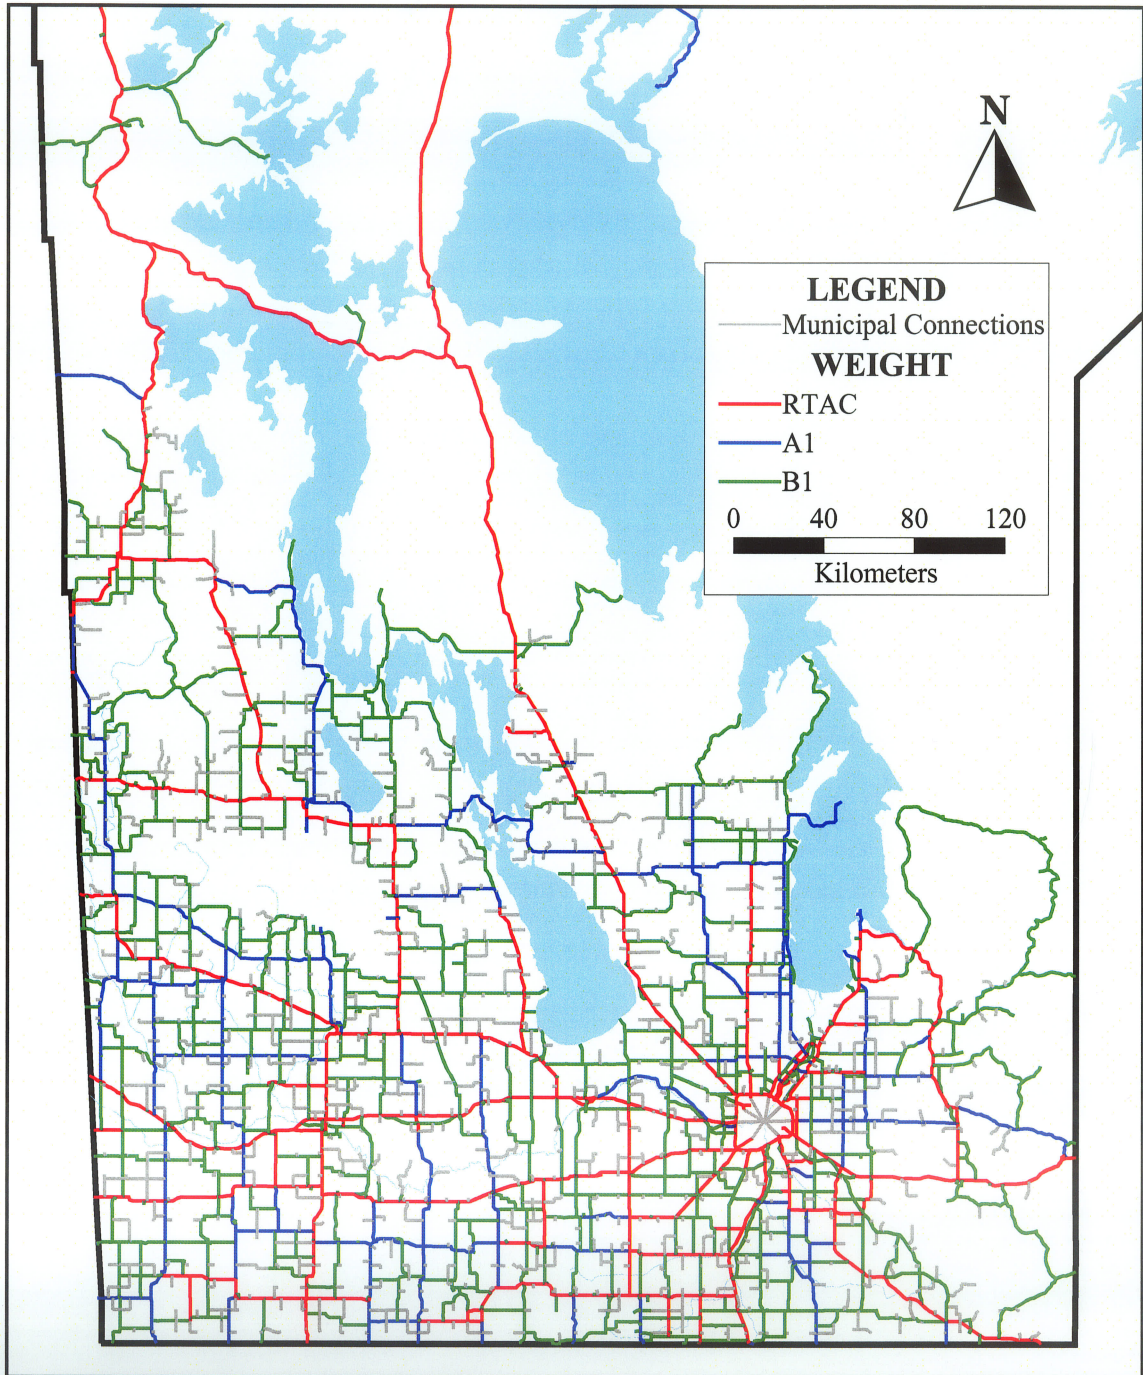 N
LEGEND
Municipal Connections
WEIGHT
RTAC
A1
B1
0 40 80 120
Kilometers